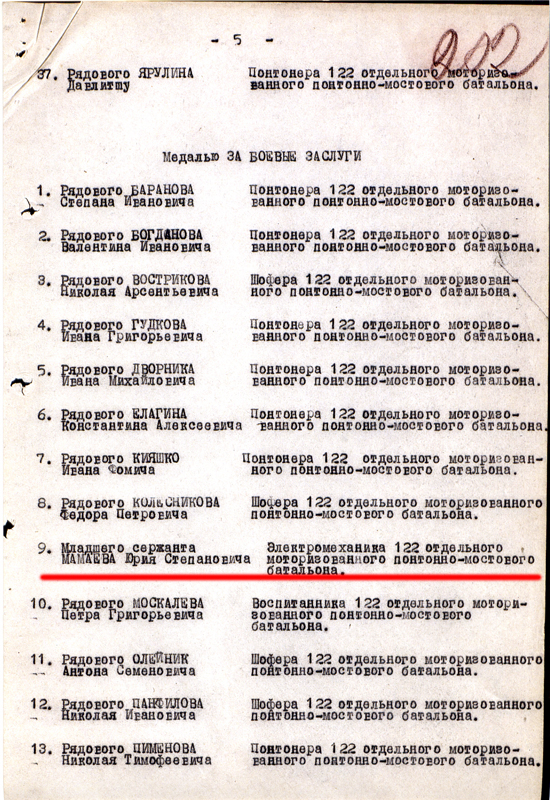 - 5 -
202
37. Рядового ЯРУЛИНА Понтонера 122 отдельного моторизо-
Давлитшу ванного понтонно-мостового батальона.
Медалью ЗА БОЕВЫЕ ЗАСЛУГИ
1. Рядового БАРАНОВА Понтонера 122 отдельного моторизо-
Степана Ивановича ванного понтонно-мостового батальона.
2. Рядового БОГДАНОВА Понтонера 122 отдельного моторизо-
Валентина Ивановича ванного понтонно-мостового батальона.
3. Рядового ВОСТРИКОВА Шофера 122 отдельного моторизован-
Николая Арсентьевича ного понтонно-мостового батальона.
4. Рядового ГУДКОВА Понтонера 122 отдельного моторизо-
Ивана Григорьевича ванного понтонно-мостового батальона.
5. Рядового ДВОРНИКА Понтонера 122 отдельного моторизо-
Ивана Михайловича ванного понтонно-мостового батальона.
6. Рядового ЕЛАГИНА Понтонера 122 отдельного моторизо-
Константина Алексеевича ванного понтонно-мостового батальона.
7. Рядового КИЯШКО Понтонера 122 отдельного моторизован-
Ивана Фомича ного понтонно-мостового батальона.
8. Рядового КОЛЕСНИКОВА Шофера 122 отдельного моторизованного
Федора Петровича понтонно-мостового батальона.
9. Младшего сержанта Электромеханика 122 отдельного
МАМАЕВА Юрия Степановича моторизованного понтонно-мостового
батальона.
10. Рядового МОСКАЛЕВА Воспитанника 122 отдельного мотори-
Петра Григорьевича зованного понтонно-мостового
батальона.
11. Рядового ОЛЕЙНИК Шофера 122 отдельного моторизованного
Антона Семеновича понтонно-мостового батальона.
12. Рядового ПАНФИЛОВА Шофера 122 отдельного моторизованного
Николая Ивановича понтонно-мостового батальона.
13. Рядового ПИМЕНОВА Понтонера 122 отдельного моторизо-
Николая Тимофеевича ванного понтонно-мостового батальона.